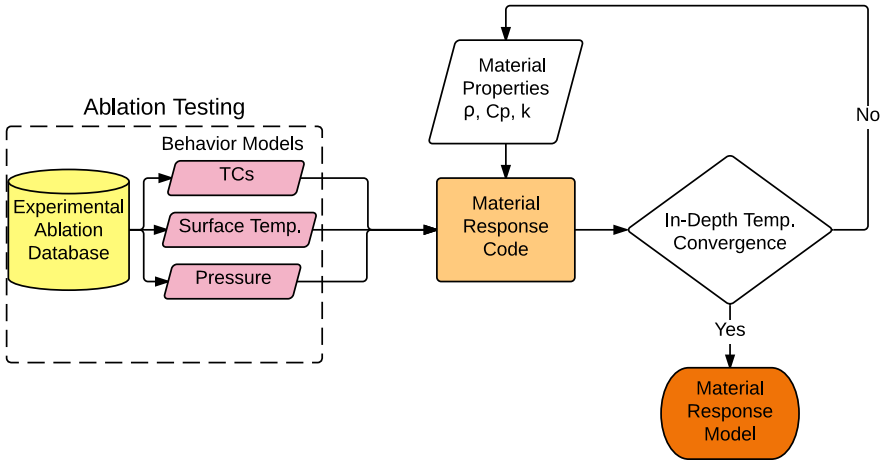 Ablation Testing
Behavior Models
Experimental
Ablation
Database
TCs
Surface Temp.
Pressure
Material
Properties
ρ, Cp, k
Material
Response
Code
In-Depth Temp.
Convergence
No
Yes
Material
Response
Model